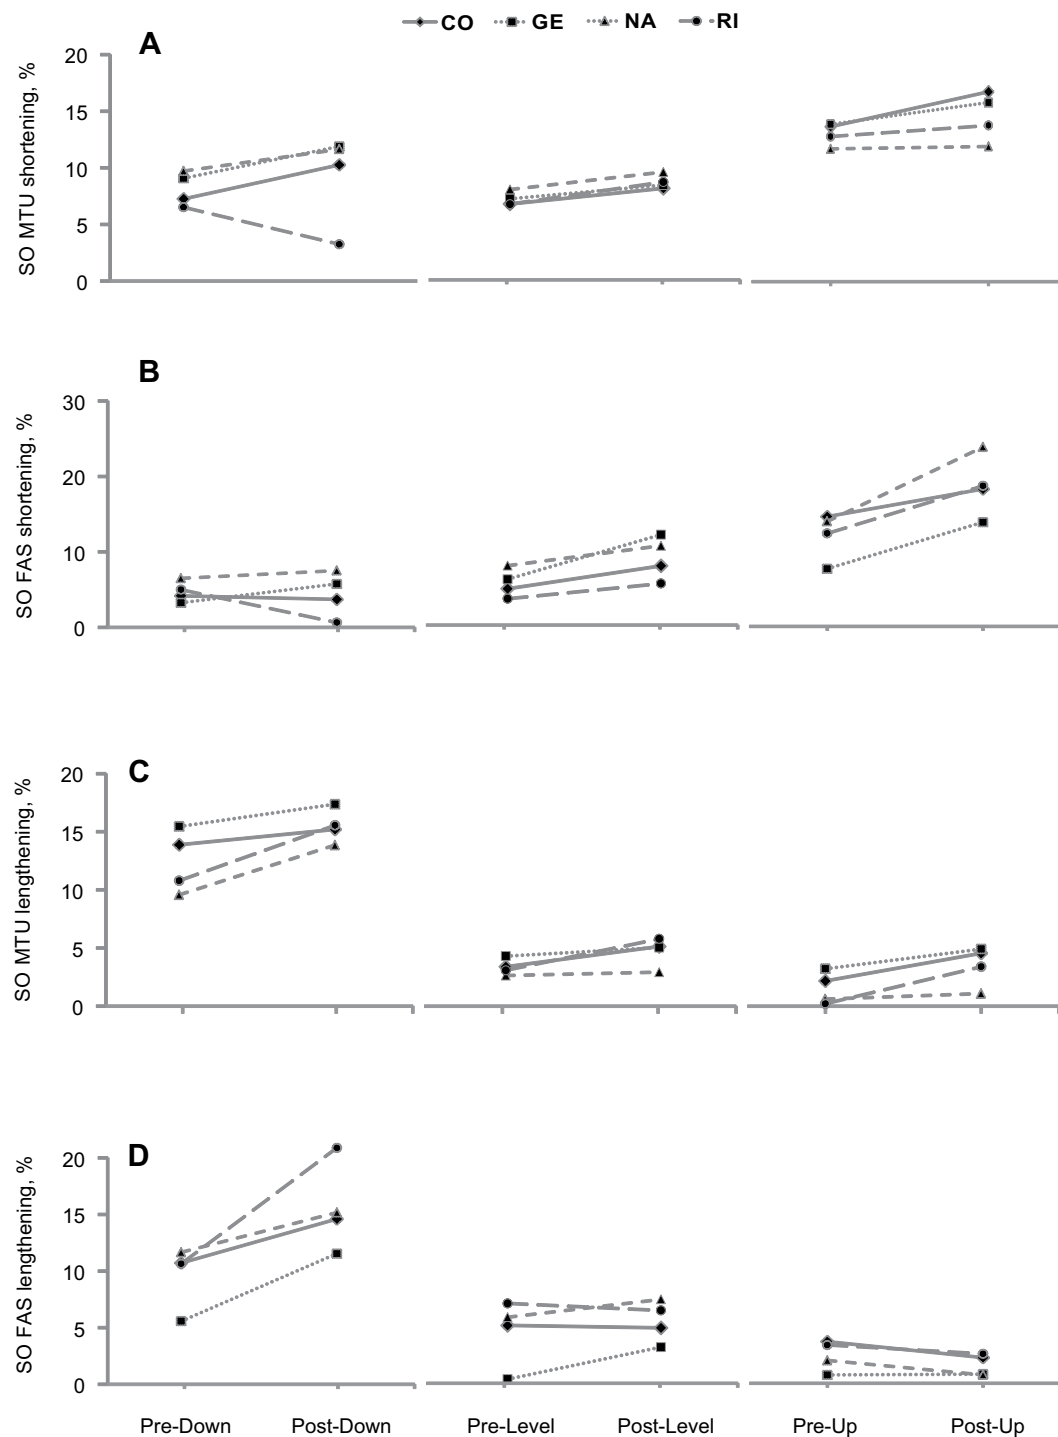 CO GE NA RI
A
SO MTU shortening, %
20
15
10
5
0
B
SO FAS shortening, %
30
20
10
0
C
SO MTU lengthening, %
20
15
10
5
0
D
SO FAS lengthening, %
20
15
10
5
0
Pre-Down Post-Down Pre-Level Post-Level Pre-Up Post-Up